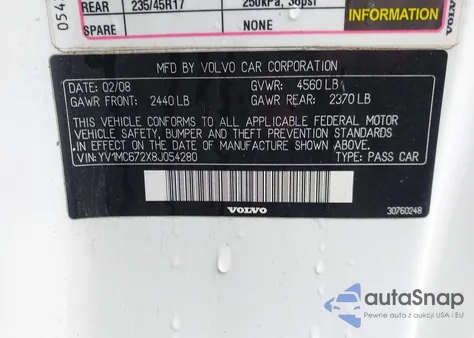 REAR 235/45R17 250kPa, 36psi
SPARE NONE
INFORMATION
VOLVO
MFD BY VOLVO CAR CORPORATION
DATE: 02/08 GVWR: 4560 LB
GAWR FRONT: 2440 LB GAWR REAR: 2370 LB
THIS VEHICLE CONFORMS TO ALL APPLICABLE FEDERAL MOTOR
VEHICLE SAFETY, BUMPER AND THEFT PREVENTION STANDARDS
IN EFFECT ON THE DATE OF MANUFACTURE SHOWN ABOVE.
VIN: YV1MC672X8J054280 TYPE: PASS CAR
VOLVO
30760248
autoSnap
Pewne auta z aukcji USA i EU